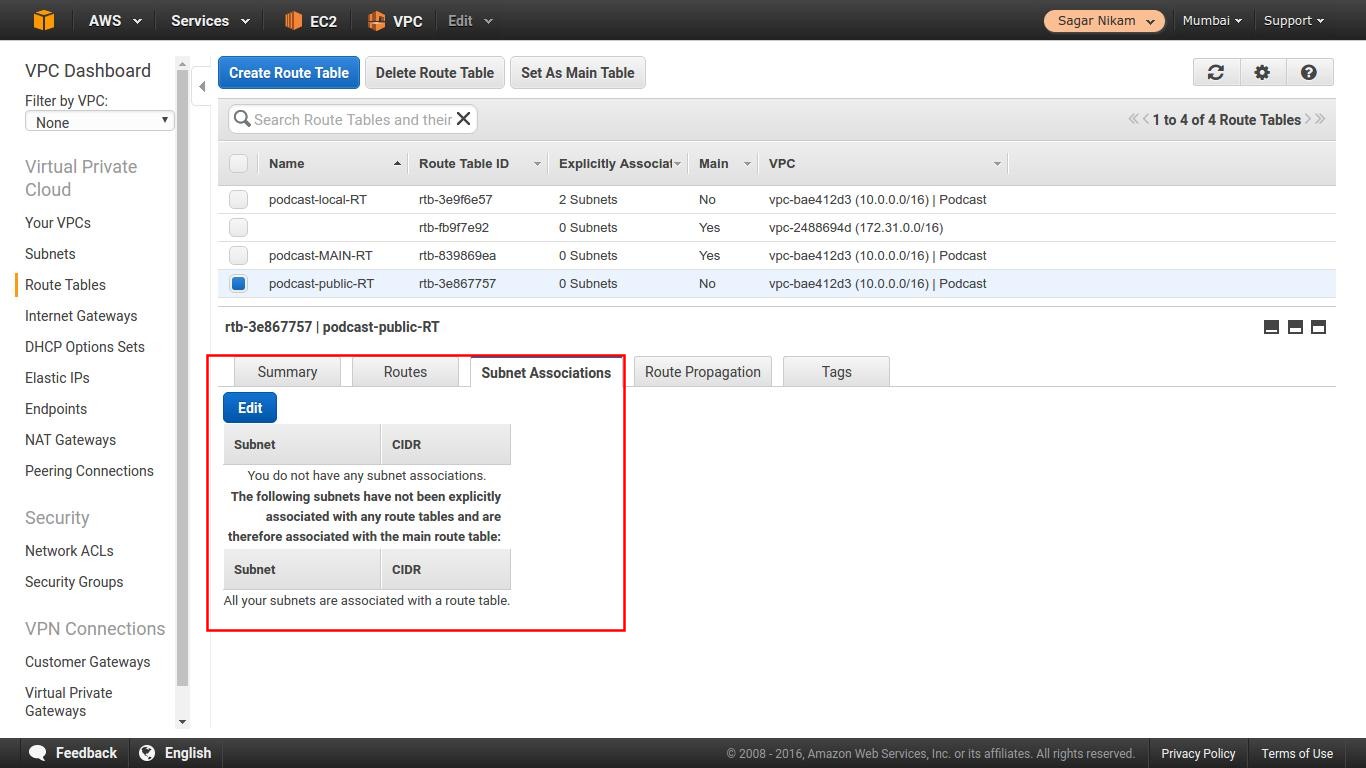 AWS Services EC2 VPC Edit Sagar Nikam Mumbai Support
VPC Dashboard
Filter by VPC:
None
Virtual Private
Cloud
Your VPCs
Subnets
Route Tables
Internet Gateways
DHCP Options Sets
Elastic IPs
Endpoints
NAT Gateways
Peering Connections
Security
Network ACLs
Security Groups
VPN Connections
Customer Gateways
Virtual Private
Gateways
Create Route Table Delete Route Table Set As Main Table
Search Route Tables and their
1 to 4 of 4 Route Tables
Name Route Table ID Explicitly Associat Main VPC
podcast-local-RT rtb-3e9f6e57 2 Subnets No vpc-bae412d3 (10.0.0.0/16) | Podcast
rtb-fb9f7e92 0 Subnets Yes vpc-2488694d (172.31.0.0/16)
podcast-MAIN-RT rtb-839869ea 0 Subnets Yes vpc-bae412d3 (10.0.0.0/16) | Podcast
podcast-public-RT rtb-3e867757 0 Subnets No vpc-bae412d3 (10.0.0.0/16) | Podcast
rtb-3e867757 | podcast-public-RT
Summary Routes Subnet Associations Route Propagation Tags
Edit
Subnet CIDR
You do not have any subnet associations.
The following subnets have not been explicitly
associated with any route tables and are
therefore associated with the main route table:
Subnet CIDR
All your subnets are associated with a route table.
Feedback English © 2008 - 2016, Amazon Web Services, Inc. or its affiliates. All rights reserved. Privacy Policy Terms of Use